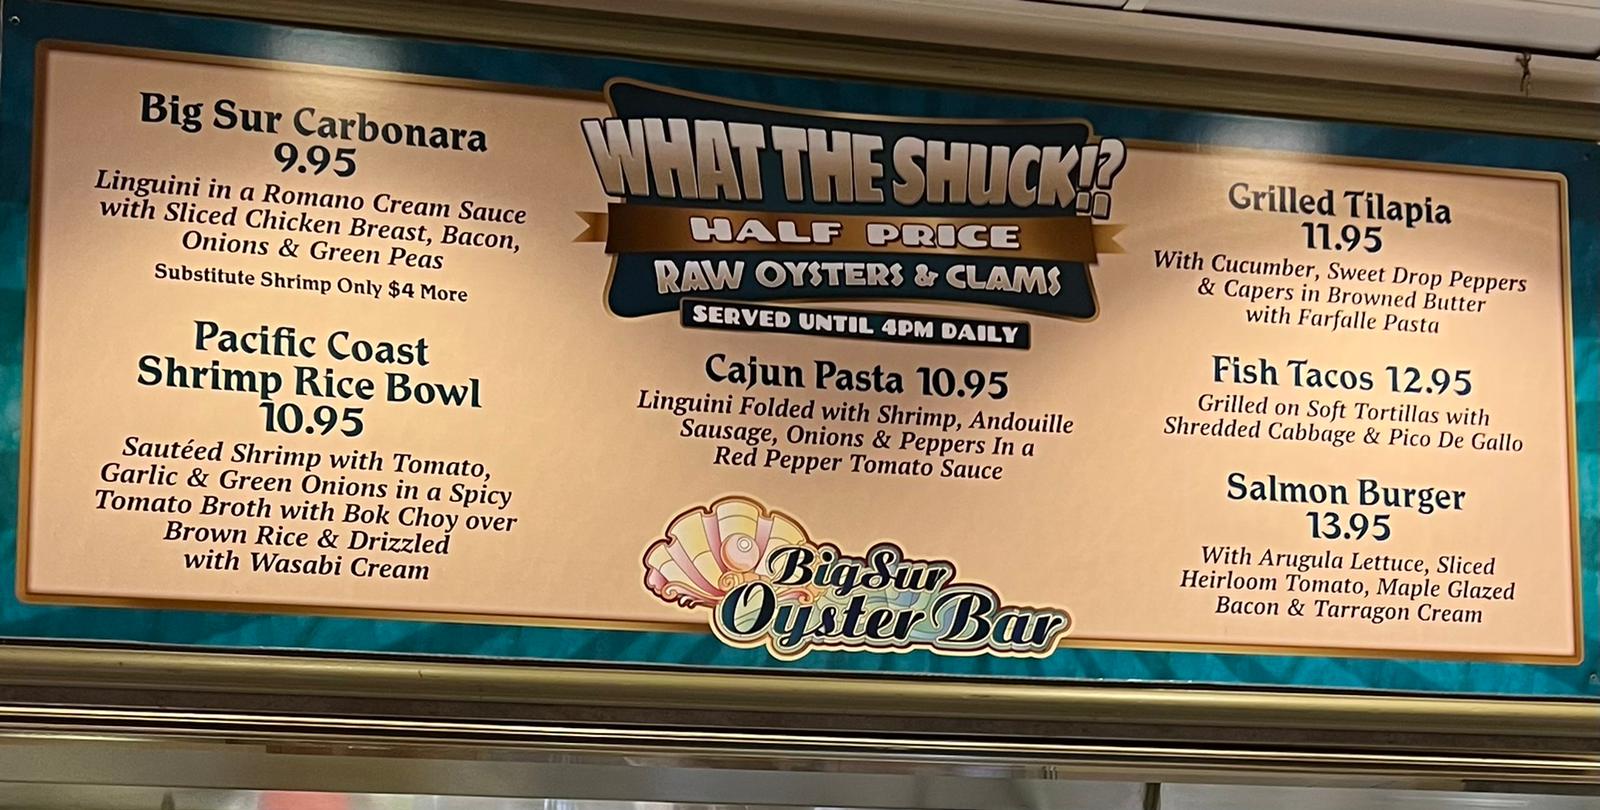 Big Sur Carbonara
9.95
Linguini in a Romano Cream Sauce
with Sliced Chicken Breast, Bacon,
Onions & Green Peas
Substitute Shrimp Only $4 More
Pacific Coast
Shrimp Rice Bowl
10.95
Sautéed Shrimp with Tomato,
Garlic & Green Onions in a Spicy
Tomato Broth with Bok Choy over
Brown Rice & Drizzled
with Wasabi Cream
WHAT THE SHUCK!?
HALF PRICE
RAW OYSTERS & CLAMS
SERVED UNTIL 4PM DAILY
Cajun Pasta 10.95
Linguini Folded with Shrimp, Andouille
Sausage, Onions & Peppers In a
Red Pepper Tomato Sauce
Big Sur
Oyster Bar
Grilled Tilapia
11.95
With Cucumber, Sweet Drop Peppers
& Capers in Browned Butter
with Farfalle Pasta
Fish Tacos 12.95
Grilled on Soft Tortillas with
Shredded Cabbage & Pico De Gallo
Salmon Burger
13.95
With Arugula Lettuce, Sliced
Heirloom Tomato, Maple Glazed
Bacon & Tarragon Cream